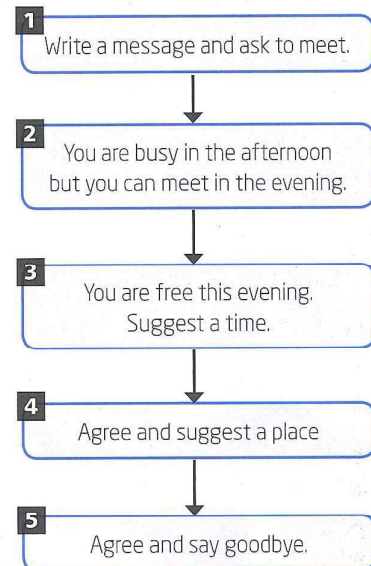 1
Write a message and ask to meet.
2
You are busy in the afternoon
but you can meet in the evening.
3
You are free this evening.
Suggest a time.
4
Agree and suggest a place
5
Agree and say goodbye.